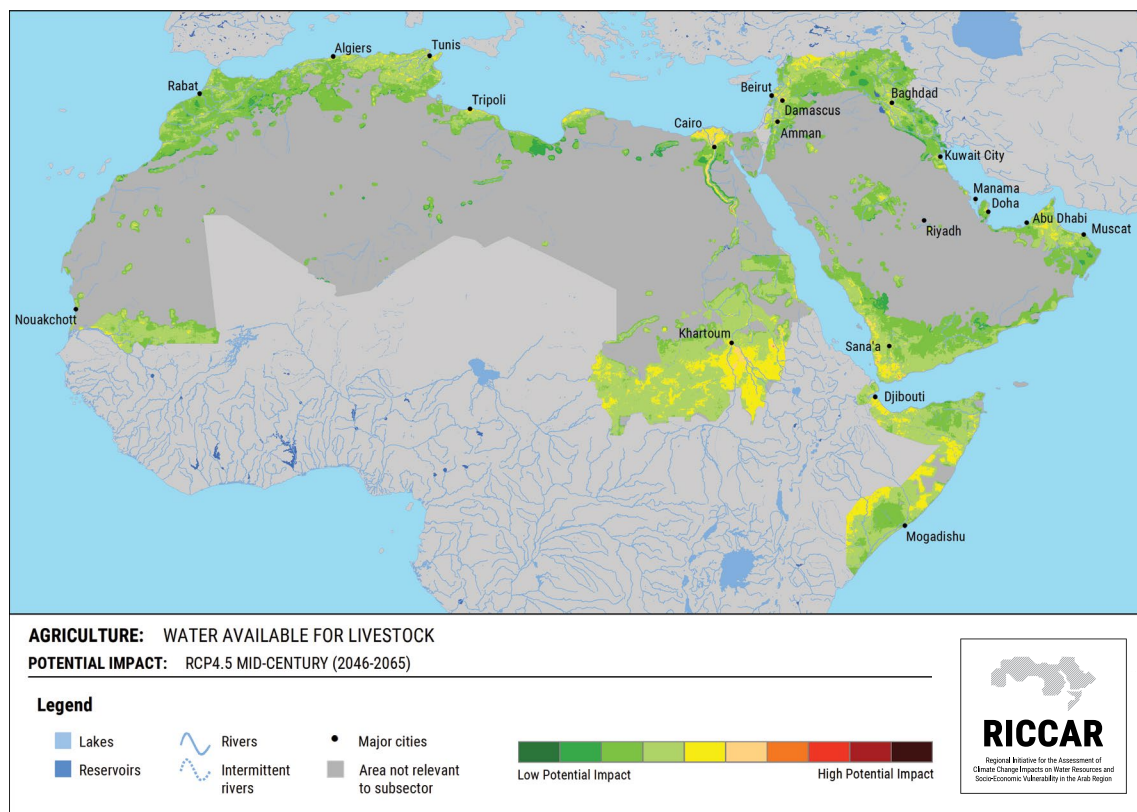 Algiers
Tunis
Rabat
Tripoli
Beirut
Damascus
Baghdad
Cairo
Amman
Kuwait City
Manama
Doha
Abu Dhabi
Muscat
Riyadh
Nouakchott
Khartoum
Sana'a
Djibouti
Mogadishu
AGRICULTURE: WATER AVAILABLE FOR LIVESTOCK
POTENTIAL IMPACT: RCP4.5 MID-CENTURY (2046-2065)
Legend
Lakes
Reservoirs
Rivers
Intermittent
rivers
Major cities
Area not relevant
to subsector
Low Potential Impact
High Potential Impact
RICCAR
Regional Initiative for the Assessment of
Climate Change Impacts on Water Resources and
Socio-Economic Vulnerability in the Arab Region